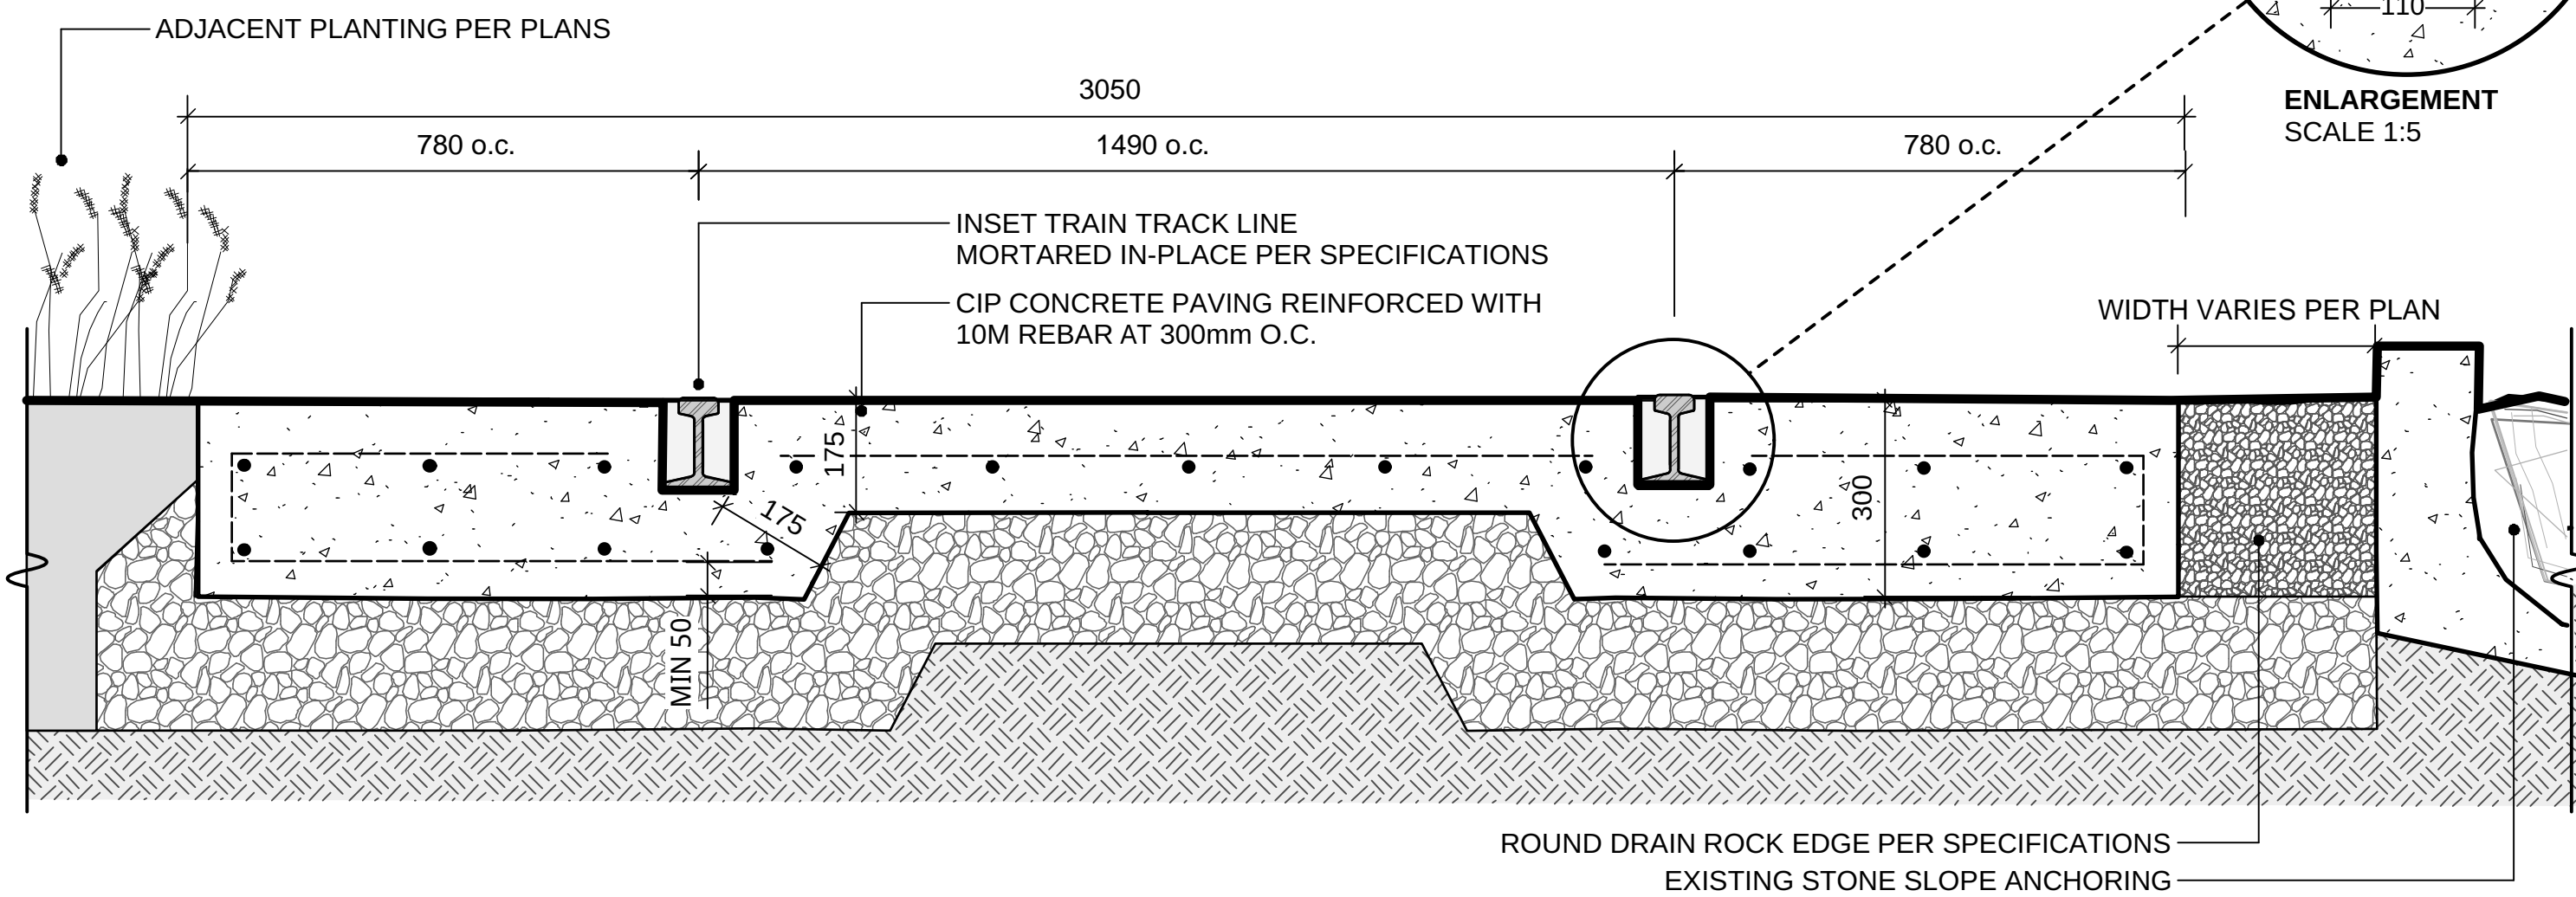 ADJACENT PLANTING PER PLANS
110
ENLARGEMENT
SCALE 1:5
3050
780 o.c.
1490 o.c.
780 o.c.
INSET TRAIN TRACK LINE
MORTARED IN-PLACE PER SPECIFICATIONS
CIP CONCRETE PAVING REINFORCED WITH
10M REBAR AT 300mm O.C.
WIDTH VARIES PER PLAN
175
175
300
MIN 50
ROUND DRAIN ROCK EDGE PER SPECIFICATIONS
EXISTING STONE SLOPE ANCHORING